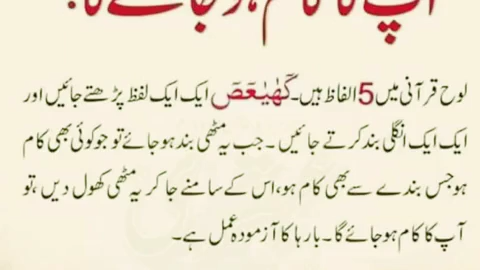 آپ کا کام ہو جائے گا!
لوح قرآنی میں 5 الفاظ ہیں۔ كٓهٰيٰعٓصٓ ایک ایک لفظ پڑھتے جائیں اور
ایک ایک انگلی بند کرتے جائیں۔ جب یہ مٹھی بند ہو جائے تو جو کوئی بھی کام
ہو جس بندے سے بھی کام ہو، اس کے سامنے جا کر یہ مٹھی کھول دیں، تو
آپ کا کام ہو جائے گا۔ بارہا کا آزمودہ عمل ہے۔